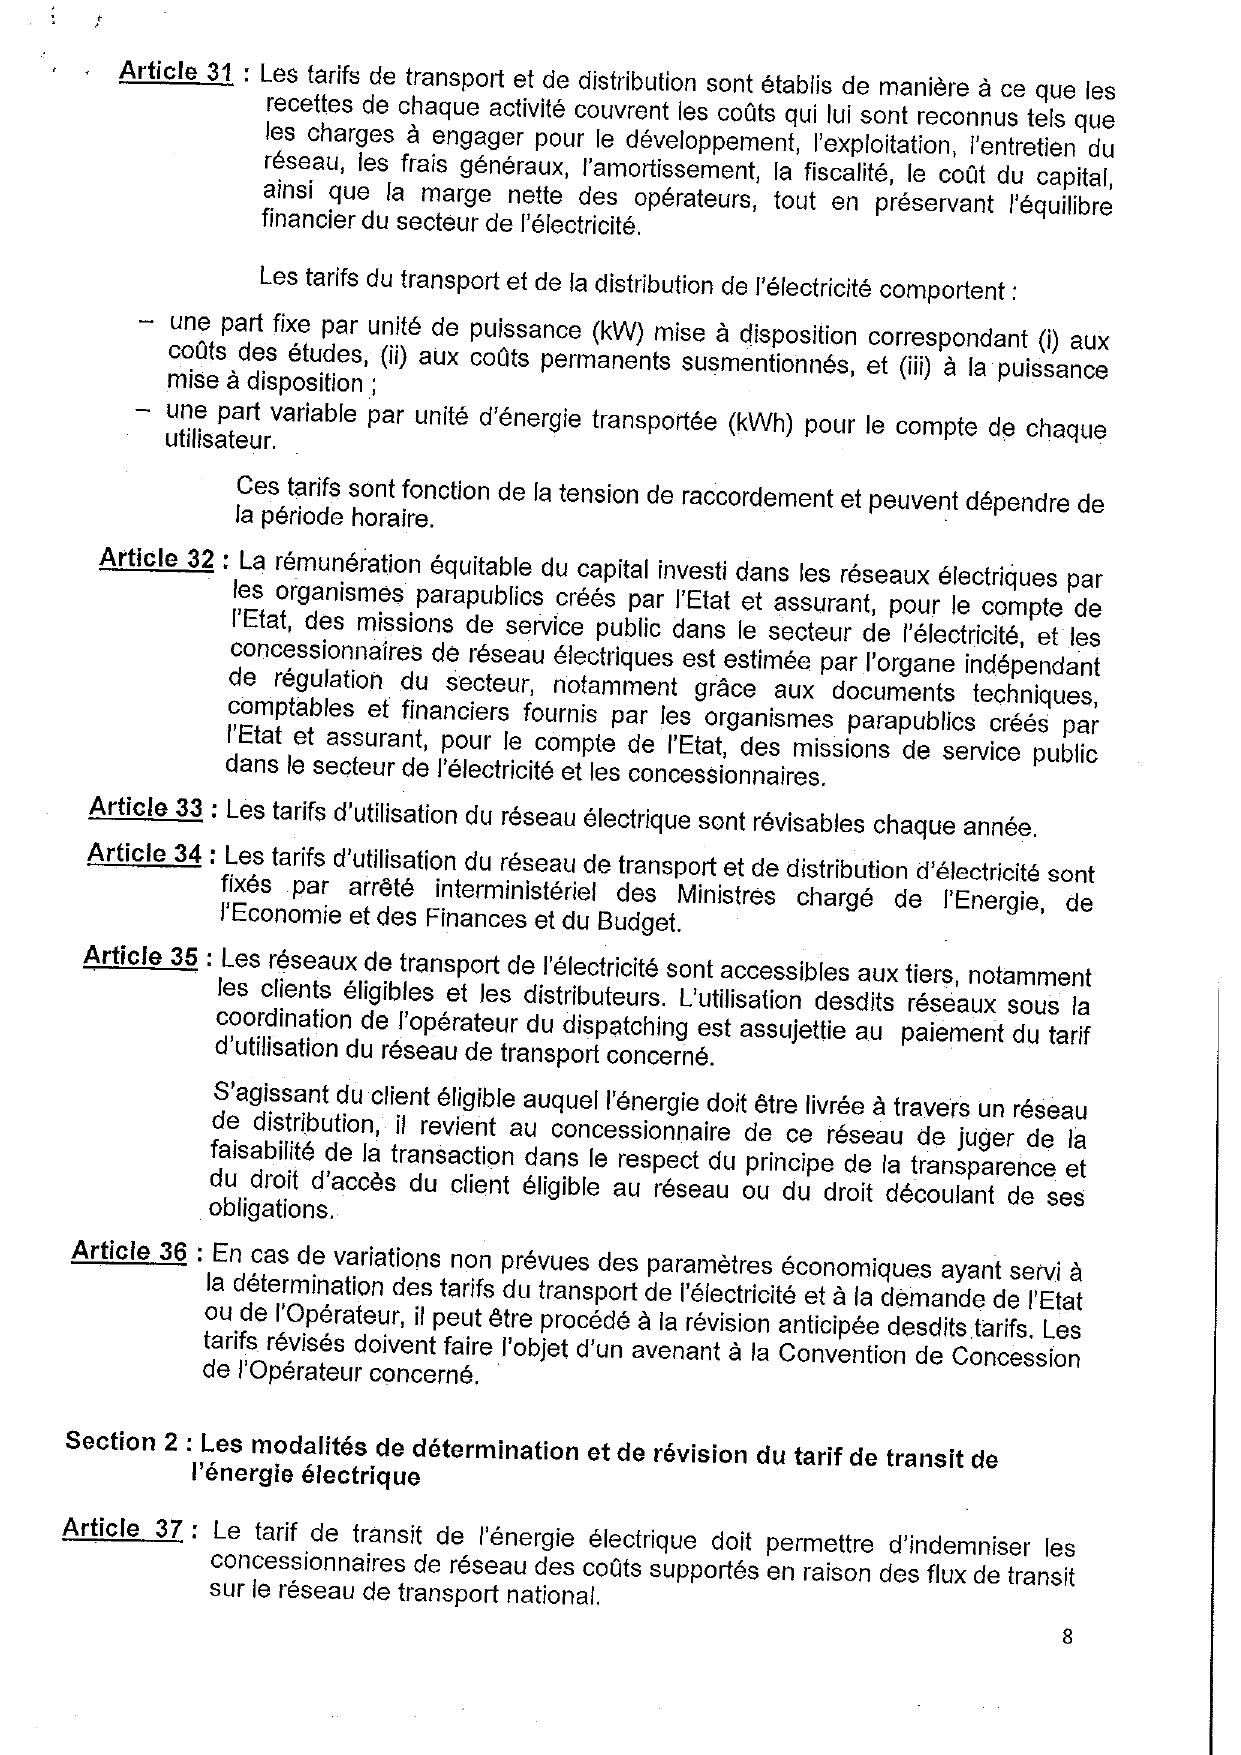 Article 31 : Les tarifs de transport et de distribution sont établis de manière à ce que les
recettes de chaque activité couvrent les coûts qui lui sont reconnus tels que
les charges à engager pour le développement, l'exploitation, l'entretien du
réseau, les frais généraux, l'amortissement, la fiscalité, le coût du capital,
ainsi que la marge nette des opérateurs, tout en préservant l'équilibre
financier du secteur de l'électricité.
Les tarifs du transport et de la distribution de l'électricité comportent :
– une part fixe par unité de puissance (kW) mise à disposition correspondant (i) aux
coûts des études, (ii) aux coûts permanents susmentionnés, et (iii) à la puissance
mise à disposition ;
– une part variable par unité d'énergie transportée (kWh) pour le compte de chaque
utilisateur.
Ces tarifs sont fonction de la tension de raccordement et peuvent dépendre de
la période horaire.
Article 32 : La rémunération équitable du capital investi dans les réseaux électriques par
les organismes parapublics créés par l'Etat et assurant, pour le compte de
l'Etat, des missions de service public dans le secteur de l'électricité, et les
concessionnaires de réseau électriques est estimée par l'organe indépendant
de régulation du secteur, notamment grâce aux documents techniques,
comptables et financiers fournis par les organismes parapublics créés par
l'Etat et assurant, pour le compte de l'Etat, des missions de service public
dans le secteur de l'électricité et les concessionnaires.
Article 33 : Les tarifs d'utilisation du réseau électrique sont révisables chaque année.
Article 34 : Les tarifs d'utilisation du réseau de transport et de distribution d'électricité sont
fixés par arrêté interministériel des Ministres chargé de l'Energie, de
l'Economie et des Finances et du Budget.
Article 35 : Les réseaux de transport de l'électricité sont accessibles aux tiers, notamment
les clients éligibles et les distributeurs. L'utilisation desdits réseaux sous la
coordination de l'opérateur du dispatching est assujettie au paiement du tarif
d'utilisation du réseau de transport concerné.
S'agissant du client éligible auquel l'énergie doit être livrée à travers un réseau
de distribution, il revient au concessionnaire de ce réseau de juger de la
faisabilité de la transaction dans le respect du principe de la transparence et
du droit d'accès du client éligible au réseau ou du droit découlant de ses
obligations.
Article 36 : En cas de variations non prévues des paramètres économiques ayant servi à
la détermination des tarifs du transport de l'électricité et à la demande de l'Etat
ou de l'Opérateur, il peut être procédé à la révision anticipée desdits tarifs. Les
tarifs révisés doivent faire l'objet d'un avenant à la Convention de Concession
de l'Opérateur concerné.
Section 2 : Les modalités de détermination et de révision du tarif de transit de
l'énergie électrique
Article 37 : Le tarif de transit de l'énergie électrique doit permettre d'indemniser les
concessionnaires de réseau des coûts supportés en raison des flux de transit
sur le réseau de transport national.
8